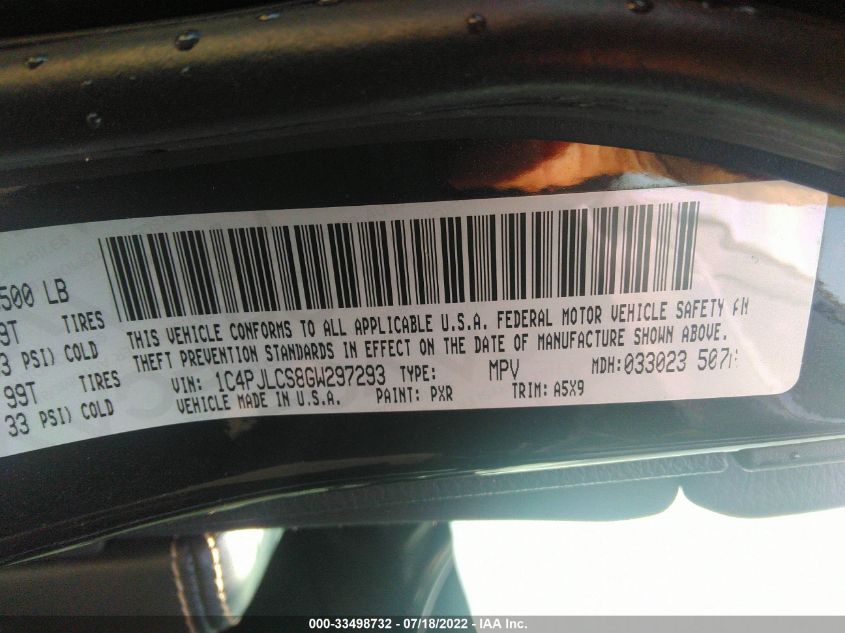 500 LB
9T TIRES
3 PSI) COLD
99T TIRES
33 PSI) COLD
THIS VEHICLE CONFORMS TO ALL APPLICABLE U.S.A. FEDERAL MOTOR VEHICLE SAFETY
THEFT PREVENTION STANDARDS IN EFFECT ON THE DATE OF MANUFACTURE SHOWN ABOVE.
VIN: 1C4PJLCS8GW297293 TYPE: MPV MDH:033023 507
VEHICLE MADE IN U.S.A. PAINT: PXR TRIM: A5X9
000-33498732 - 07/18/2022 - IAA Inc.